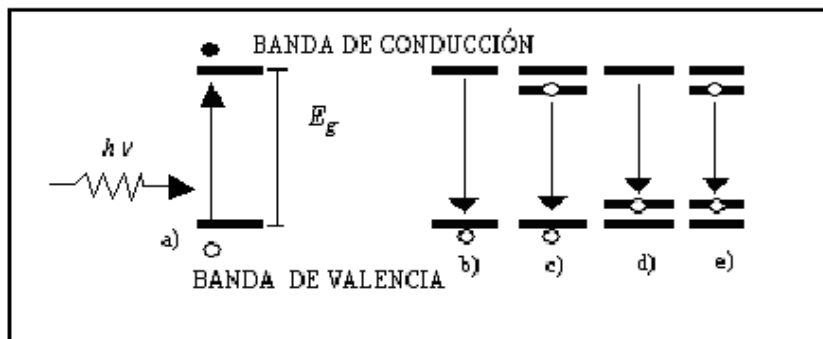 BANDA DE CONDUCCIÓN
E_g
hν
a)
b)
c)
d)
e)
BANDA DE VALENCIA